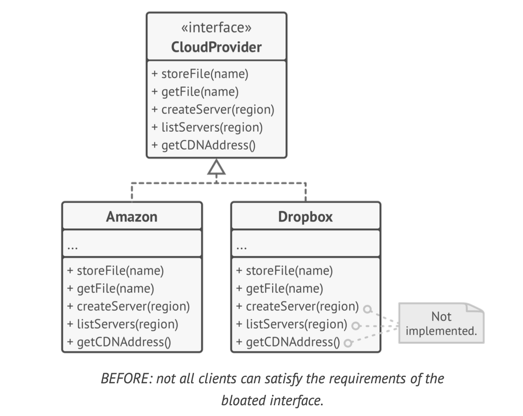 «interface»
CloudProvider
+ storeFile(name)
+ getFile(name)
+ createServer(region)
+ listServers(region)
+ getCDNAddress()
Amazon
...
+ storeFile(name)
+ getFile(name)
+ createServer(region)
+ listServers(region)
+ getCDNAddress()
Dropbox
...
+ storeFile(name)
+ getFile(name)
+ createServer(region)
+ listServers(region)
+ getCDNAddress()
Not
implemented.
BEFORE: not all clients can satisfy the requirements of the
bloated interface.